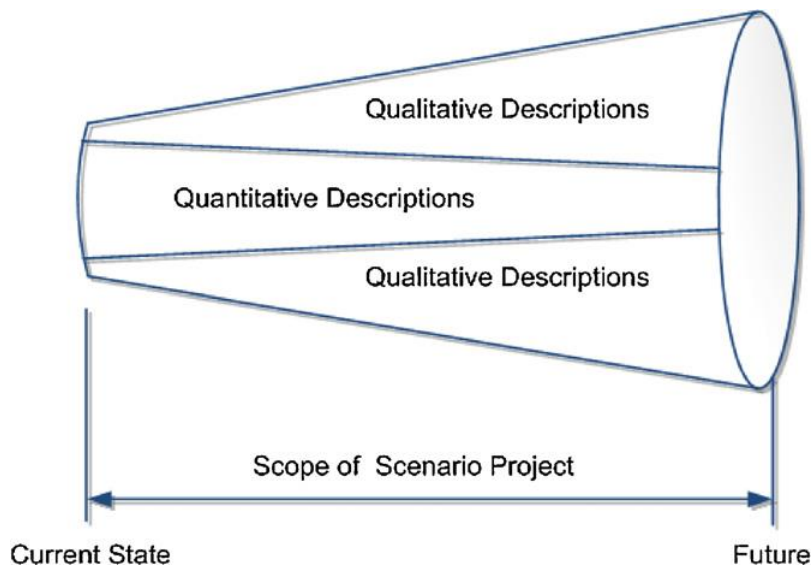 Qualitative Descriptions
Quantitative Descriptions
Qualitative Descriptions
Scope of Scenario Project
Current State
Future